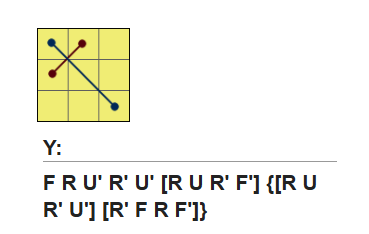 Y:
F R U' R' U' [R U R' F'] {[R U
R' U'] [R' F R F']}